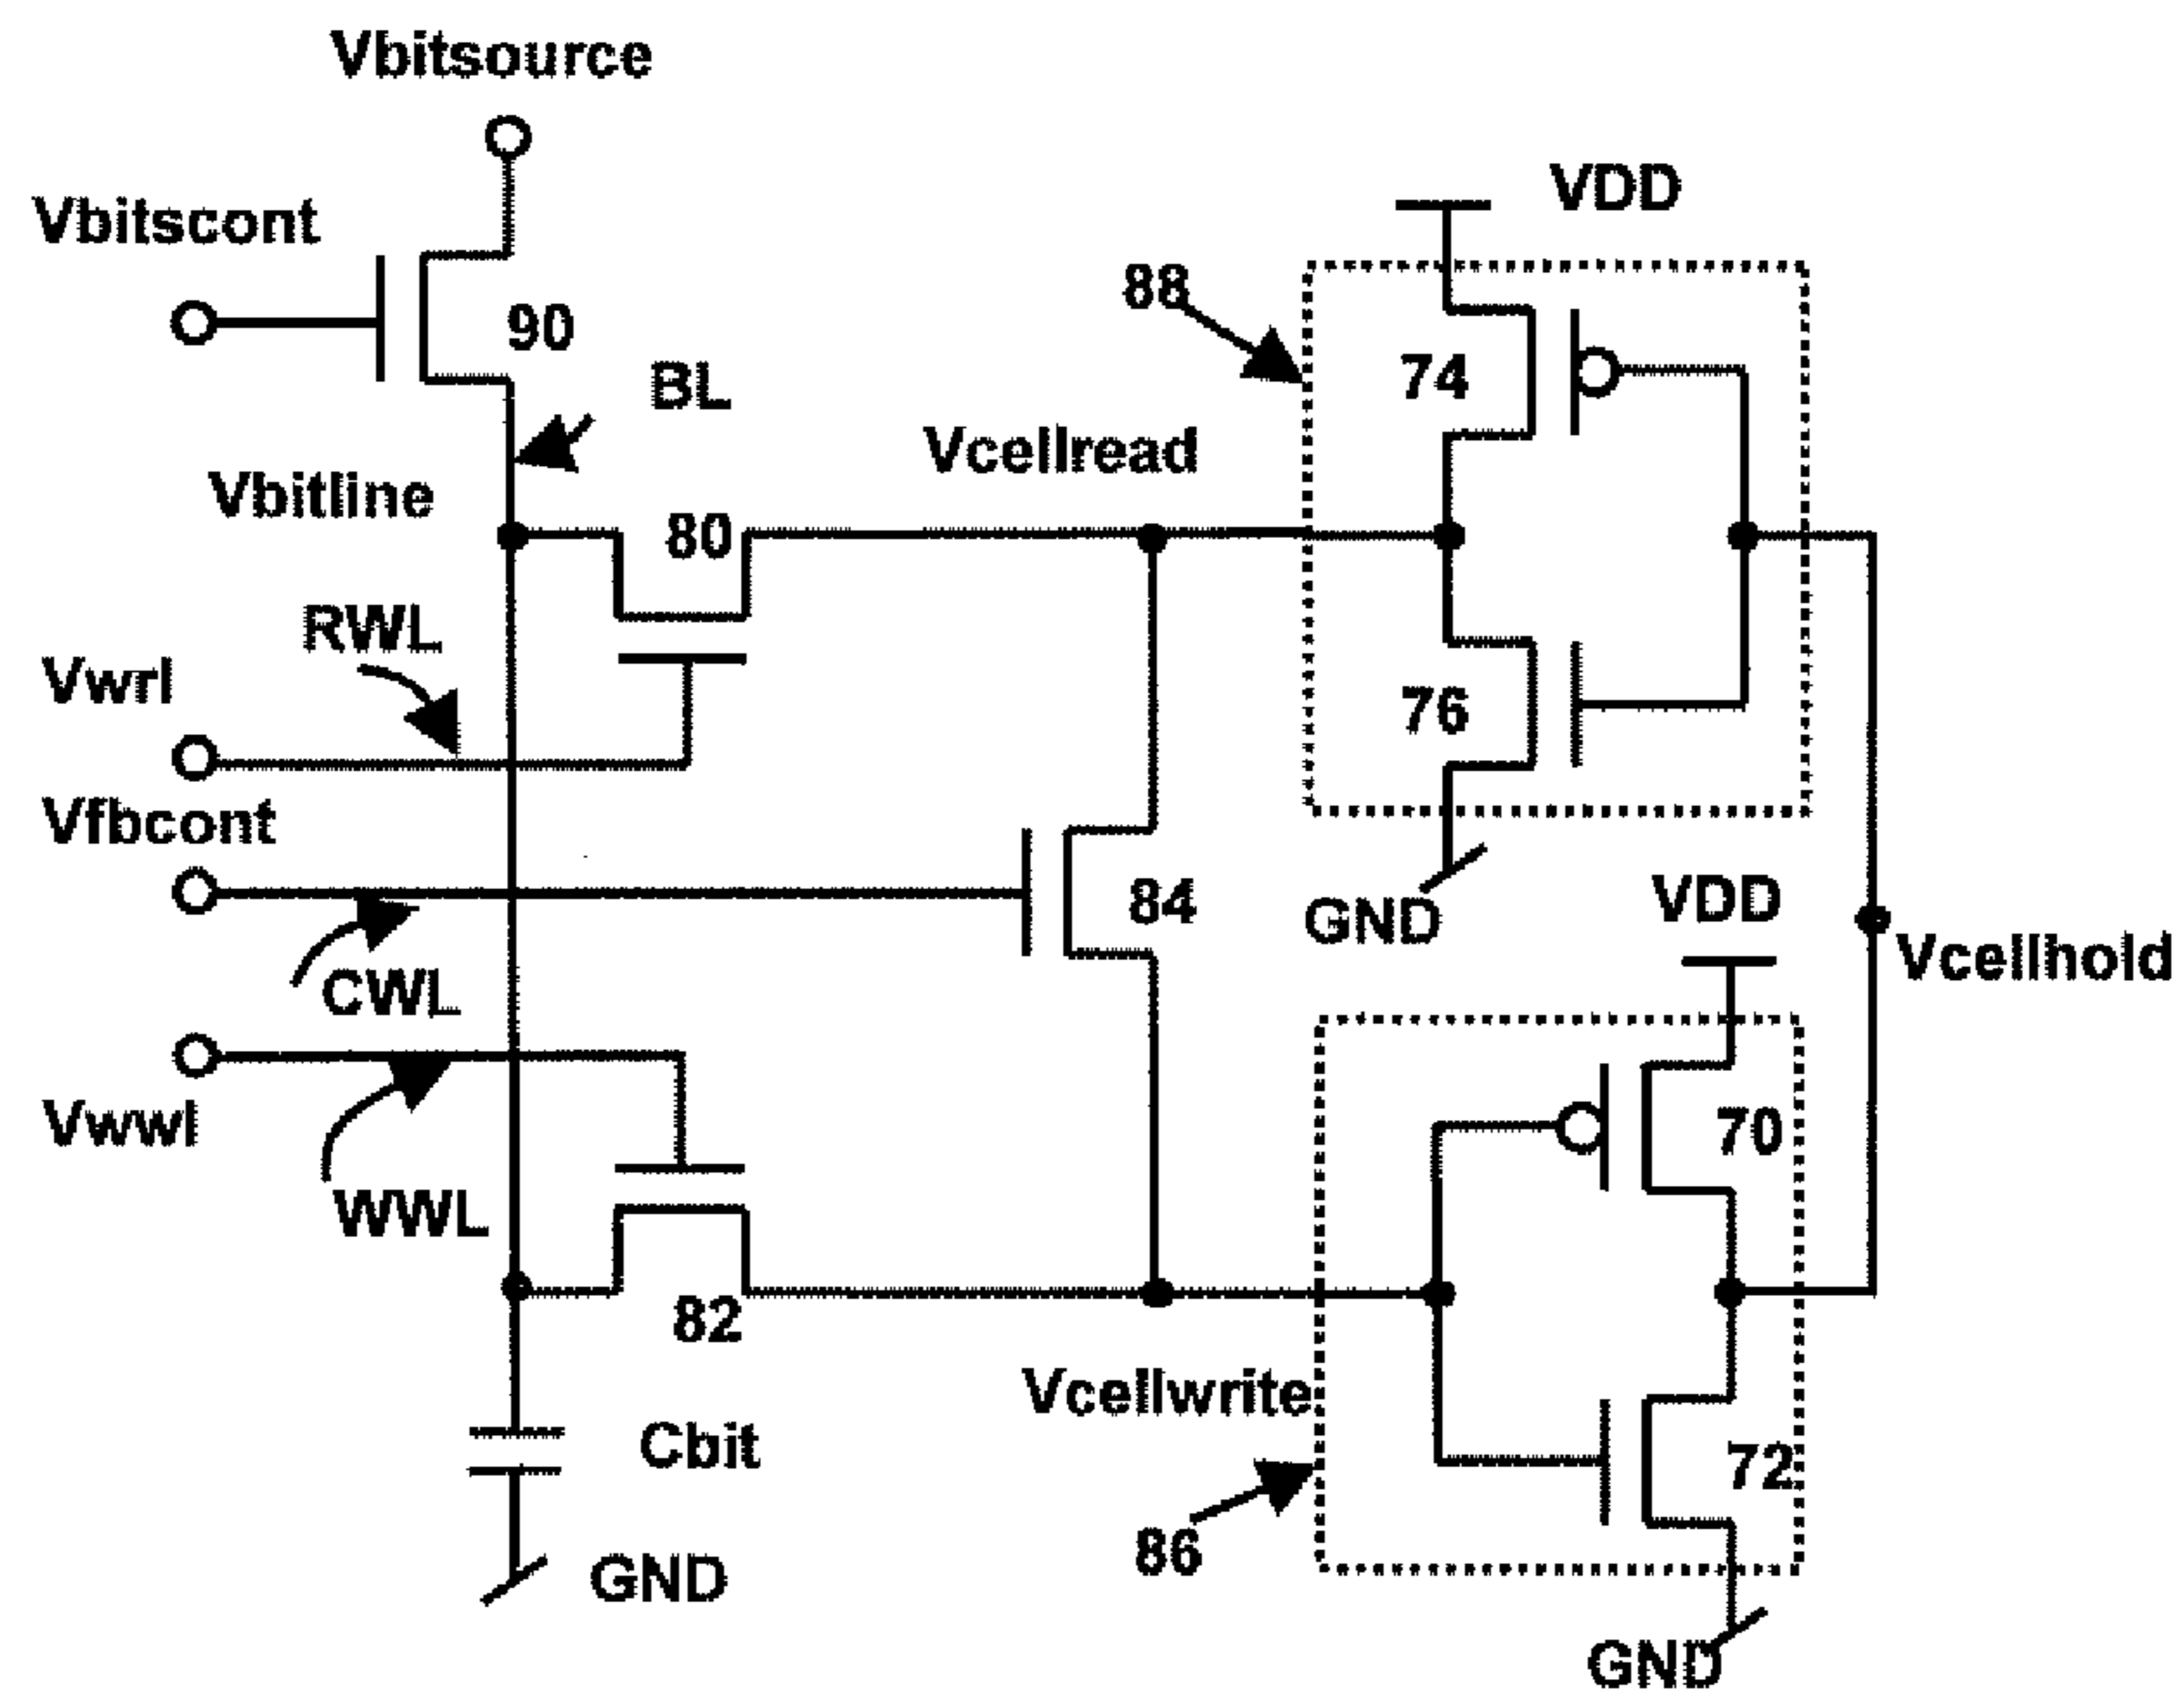 Vbitsource
VDD
Vbitscont
88
90
74
BL
Vcellread
Vbitline
80
RWL
Vwrl
76
Vfbcont
84
GND
VDD
Vcellhold
CWL
Vwwl
70
WWL
82
Vcellwrite
Cbit
72
86
GND
GND